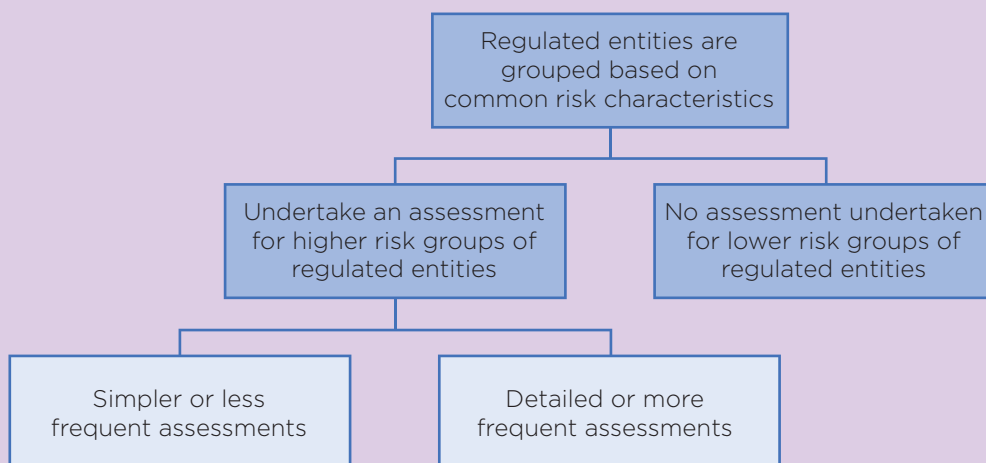 Regulated entities are
grouped based on
common risk characteristics
Undertake an assessment
for higher risk groups of
regulated entities
No assessment undertaken
for lower risk groups of
regulated entities
Simpler or less
frequent assessments
Detailed or more
frequent assessments